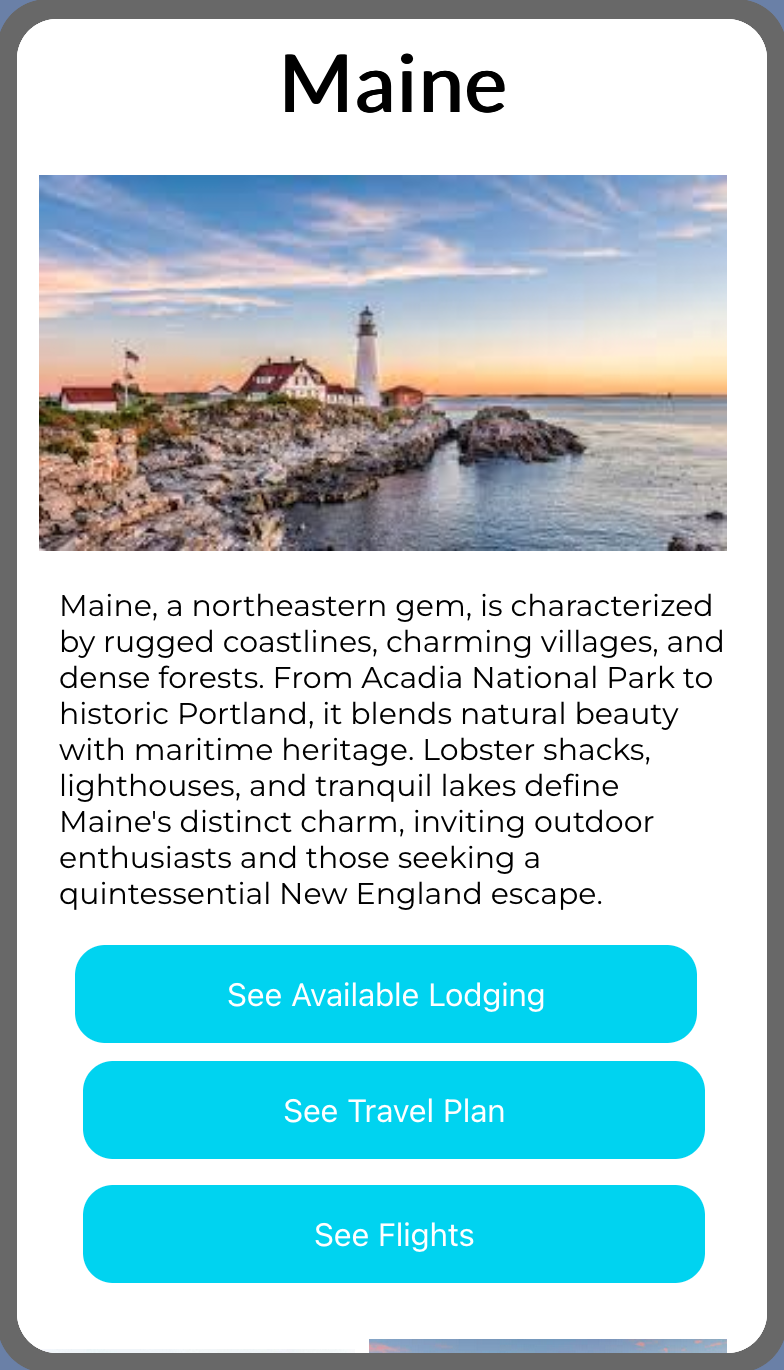 Maine
Maine, a northeastern gem, is characterized
by rugged coastlines, charming villages, and
dense forests. From Acadia National Park to
historic Portland, it blends natural beauty
with maritime heritage. Lobster shacks,
lighthouses, and tranquil lakes define
Maine's distinct charm, inviting outdoor
enthusiasts and those seeking a
quintessential New England escape.
See Available Lodging
See Travel Plan
See Flights